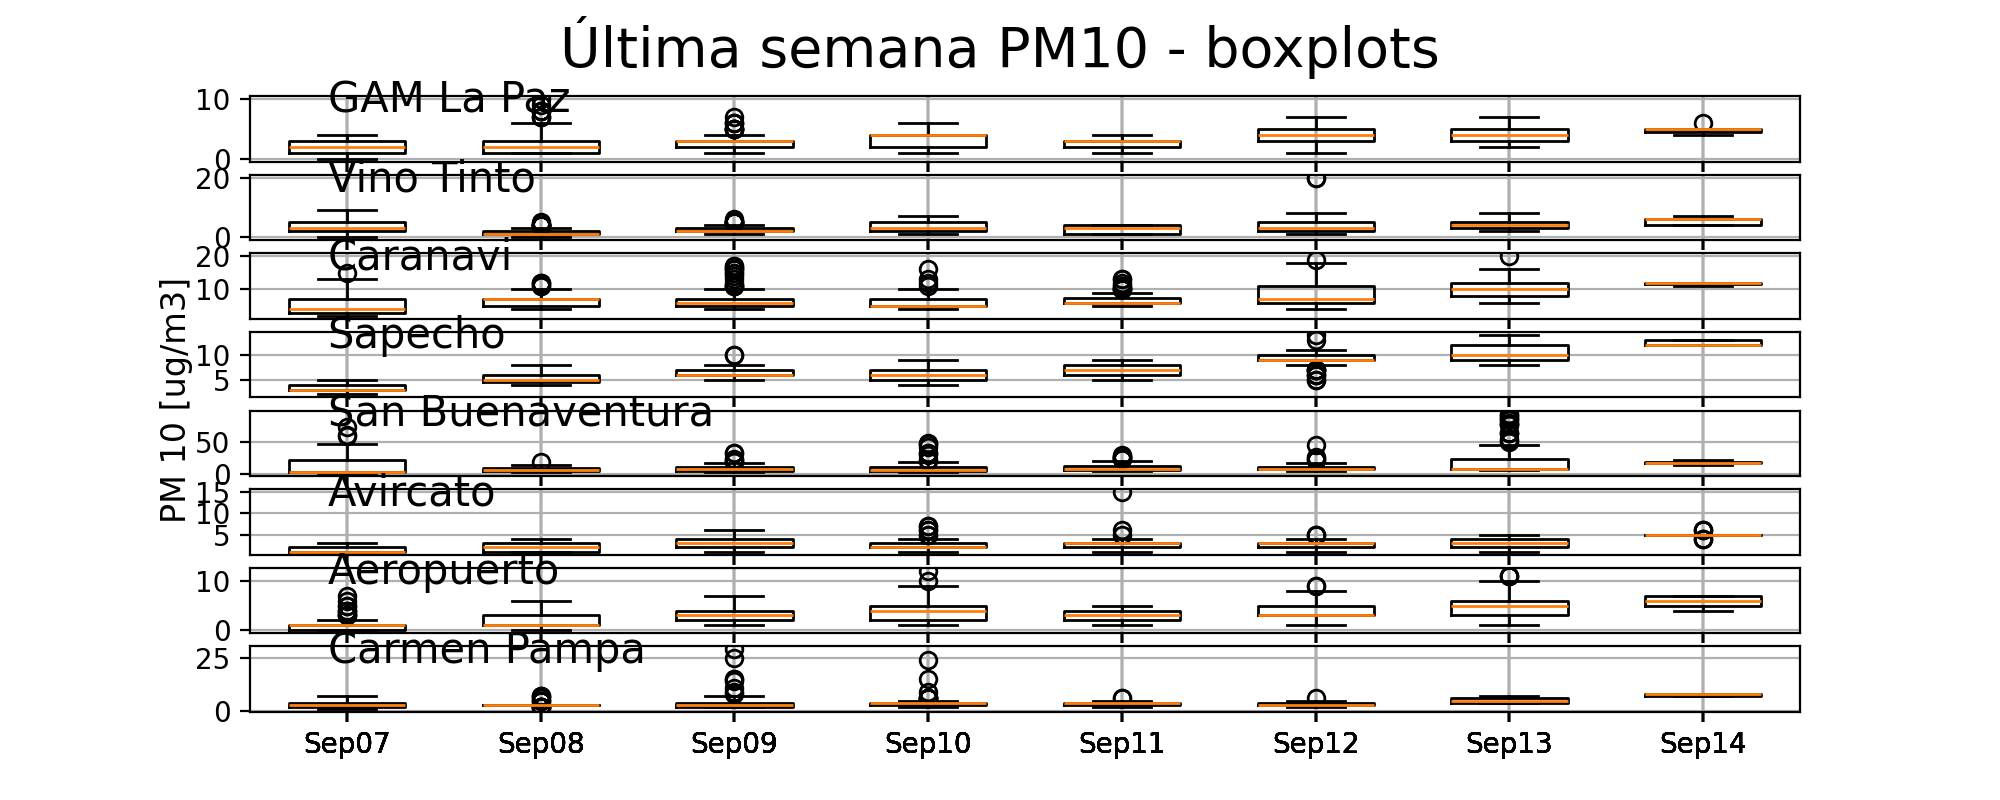 Última semana PM10 - boxplots
GAM La Paz
10
0
Vino Tinto
20
0
Caranavi
20
10
Sapecho
10
5
San Buenaventura
50
0
Avircato
15
10
5
Aeropuerto
10
0
Carmen Pampa
25
0
PM 10 [ug/m3]
Sep07 Sep08 Sep09 Sep10 Sep11 Sep12 Sep13 Sep14